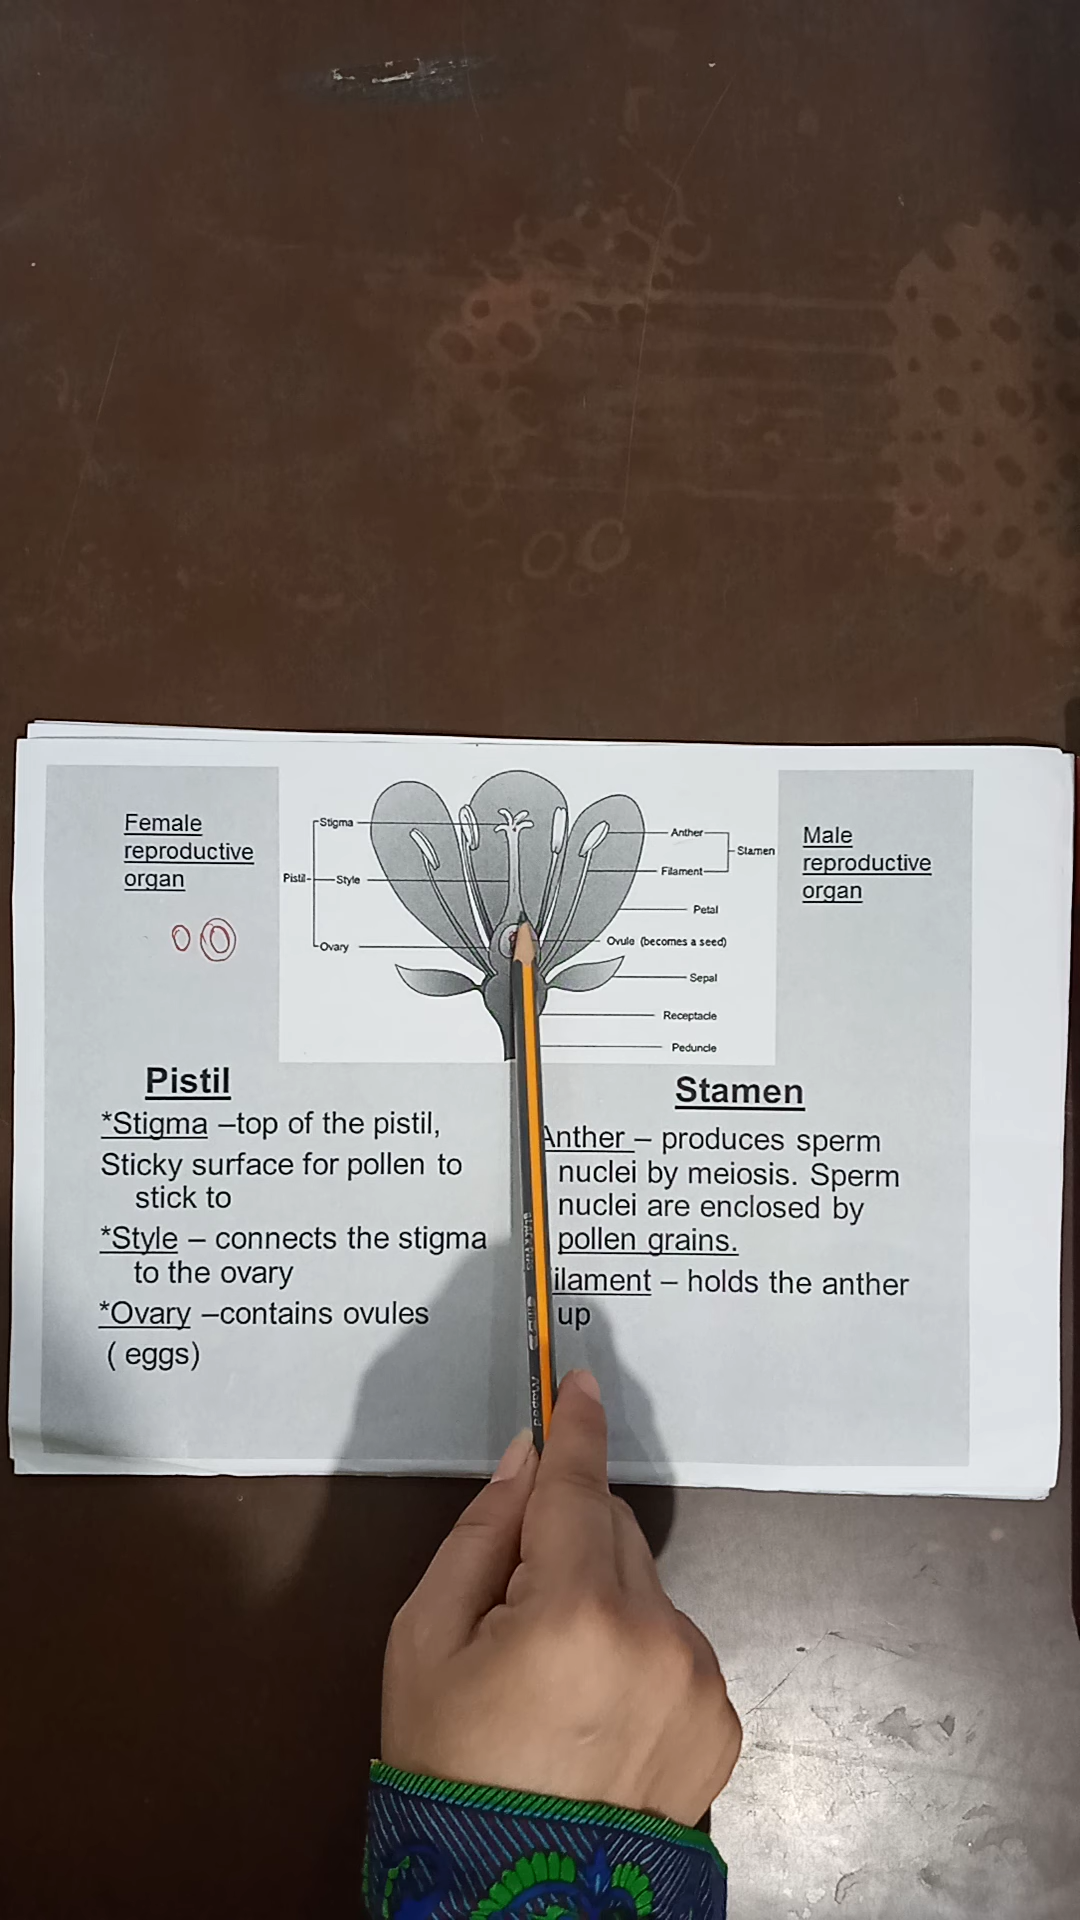 Female
reproductive
organ
Stigma
Pistil
Style
Ovary
Anther
Stamen
Filament
Petal
Ovule (becomes a seed)
Sepal
Receptacle
Peduncle
Male
reproductive
organ
Pistil
*Stigma –top of the pistil,
Sticky surface for pollen to
stick to
*Style – connects the stigma
to the ovary
*Ovary –contains ovules
( eggs)
Stamen
Anther – produces sperm
nuclei by meiosis. Sperm
nuclei are enclosed by
pollen grains.
ilament – holds the anther
up
Maped